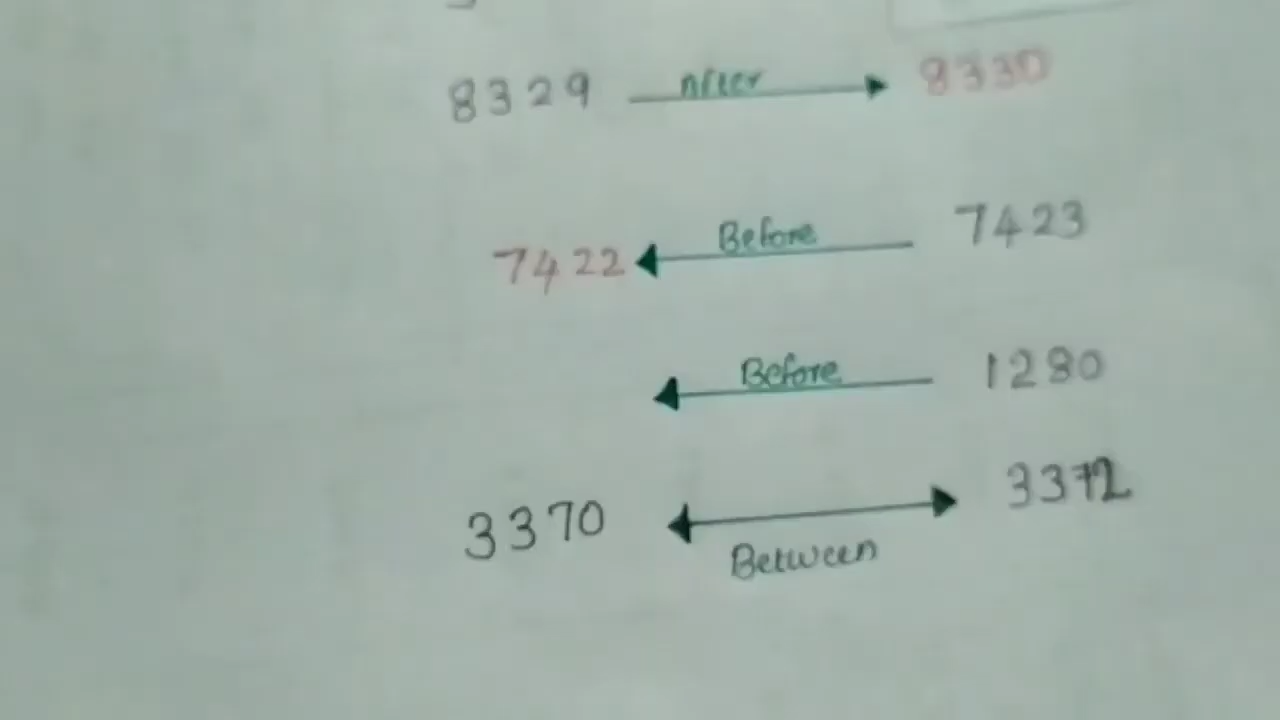 8329 After 8330
7422 Before 7423
Before 1280
3370 Between 3372